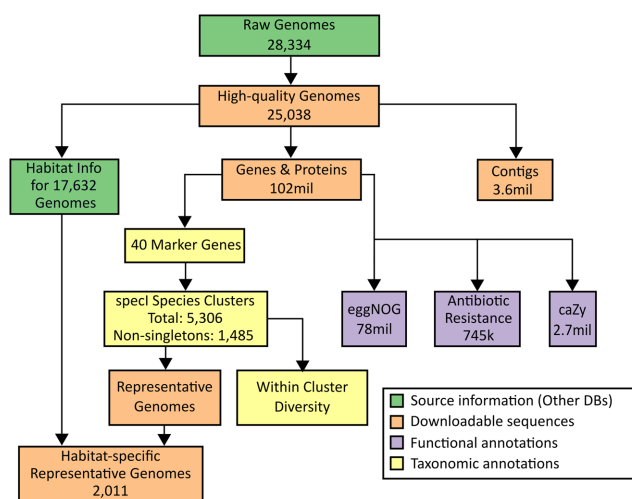 Raw Genomes
28,334
High-quality Genomes
25,038
Habitat Info
for 17,632
Genomes
Genes & Proteins
102mil
Contigs
3.6mil
40 Marker Genes
specI Species Clusters
Total: 5,306
Non-singletons: 1,485
eggNOG
78mil
Antibiotic
Resistance
745k
caZy
2.7mil
Representative
Genomes
Within Cluster
Diversity
Habitat-specific
Representative Genomes
2,011
Source information (Other DBs)
Downloadable sequences
Functional annotations
Taxonomic annotations